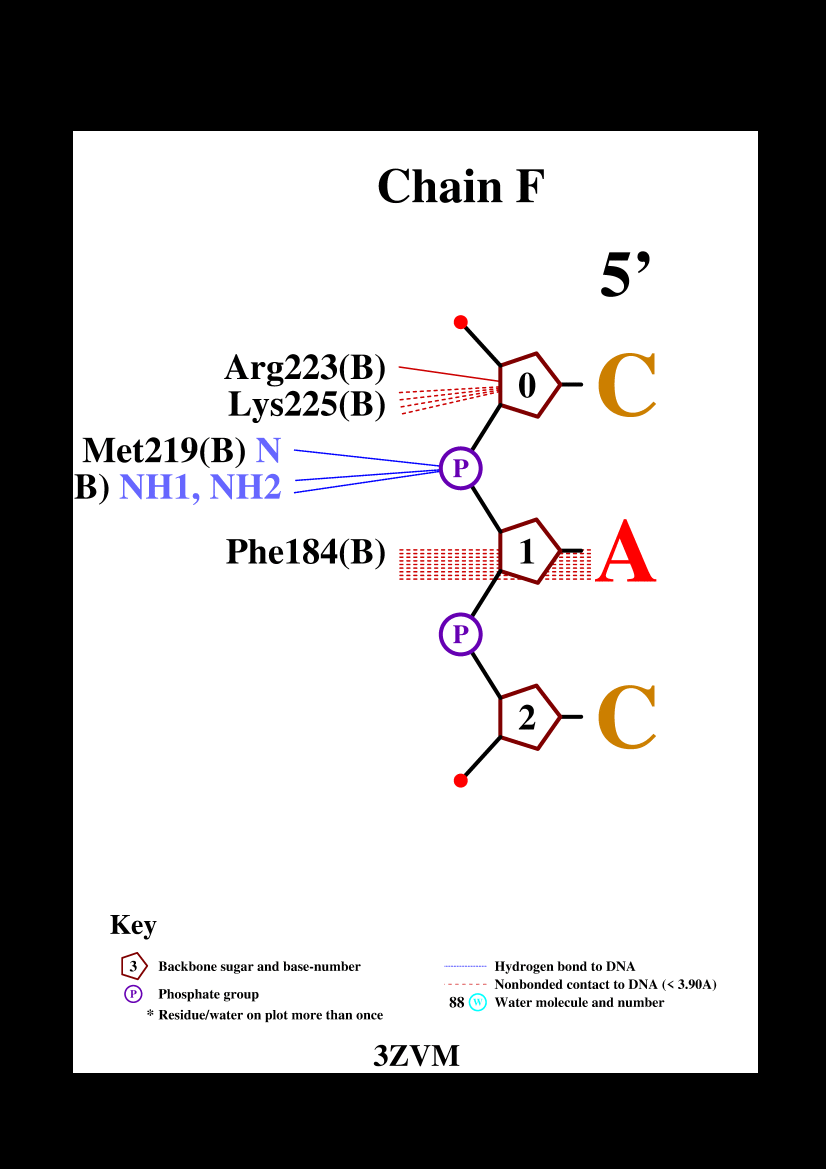 Chain F
5’
Arg223(B)
0
C
Lys225(B)
Met219(B) N
P
B) NH1, NH2
Phe184(B)
1
A
P
2
C
Key
3 Backbone sugar and base-number
P Phosphate group
* Residue/water on plot more than once
Hydrogen bond to DNA
Nonbonded contact to DNA (< 3.90A)
88 W Water molecule and number
3ZVM